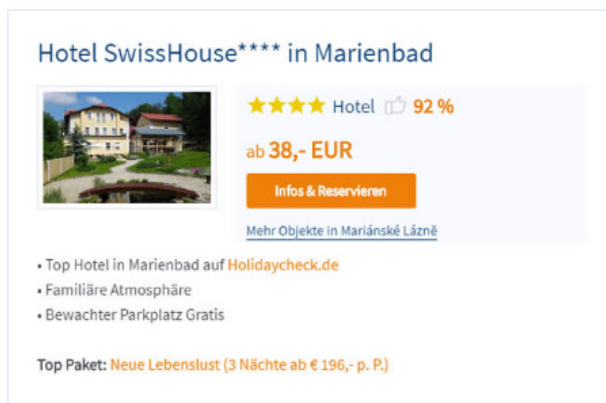 Hotel SwissHouse**** in Marienbad
Hotel 92 %
ab 38,- EUR
Infos & Reservieren
Mehr Objekte in Mariánské Lázně
• Top Hotel in Marienbad auf Holidaycheck.de
• Familiäre Atmosphäre
• Bewachter Parkplatz Gratis
Top Paket: Neue Lebenslust (3 Nächte ab € 196,- p. P.)